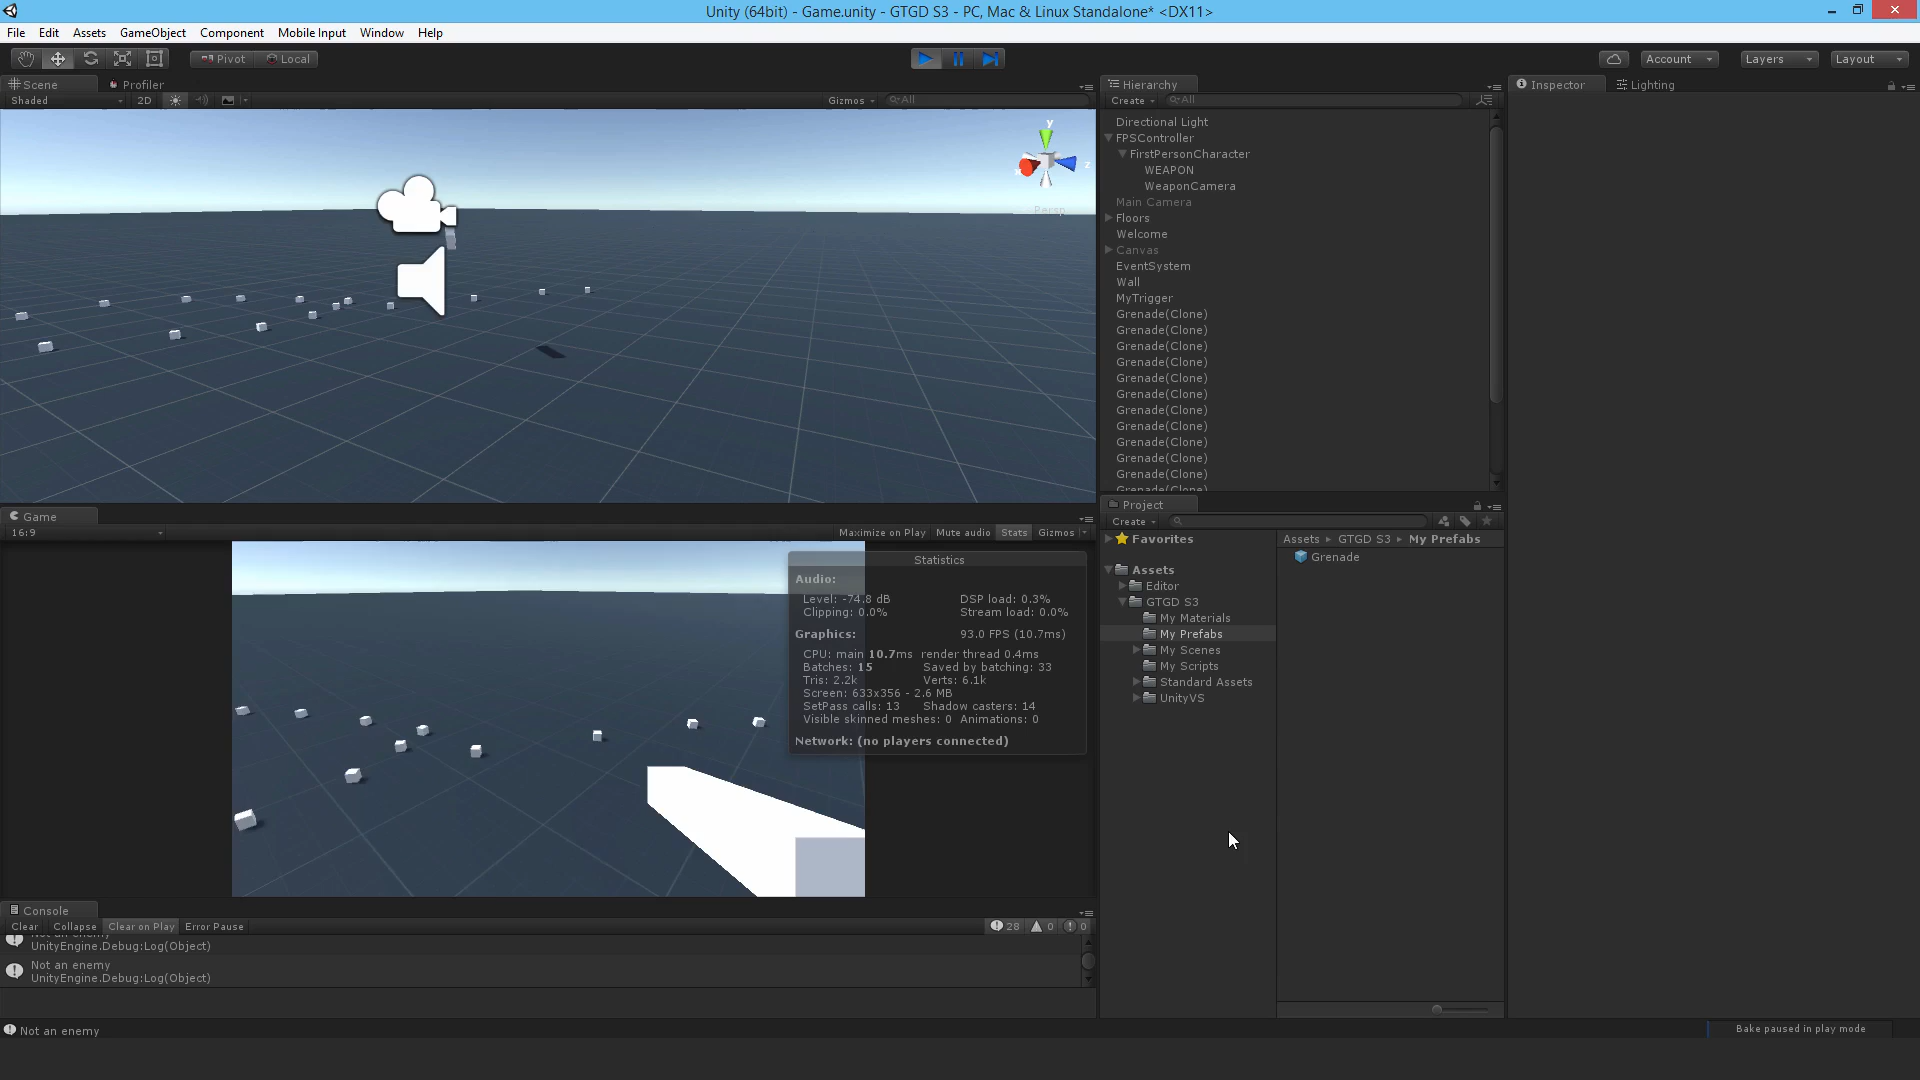 Unity (64bit) - Game.unity - GTGD S3 - PC, Mac & Linux Standalone* <DX11>
File Edit Assets GameObject Component Mobile Input Window Help
Pivot Local Account Layers Layout
Scene Profiler
Shaded 2D Gizmos All
y
x z
Persp
Hierarchy
Create All
Directional Light
FPSController
FirstPersonCharacter
WEAPON
WeaponCamera
Main Camera
Floors
Welcome
Canvas
EventSystem
Wall
MyTrigger
Grenade(Clone)
Grenade(Clone)
Grenade(Clone)
Grenade(Clone)
Grenade(Clone)
Grenade(Clone)
Grenade(Clone)
Grenade(Clone)
Grenade(Clone)
Grenade(Clone)
Grenade(Clone)
Grenade(Clone)
Inspector Lighting
Game
16:9 Maximize on Play Mute audio Stats Gizmos
Statistics
Audio:
Level: -74.8 dB DSP load: 0.3%
Clipping: 0.0% Stream load: 0.0%
Graphics: 93.0 FPS (10.7ms)
CPU: main 10.7ms render thread 0.4ms
Batches: 15 Saved by batching: 33
Tris: 2.2k Verts: 6.1k
Screen: 633x356 - 2.6 MB
SetPass calls: 13 Shadow casters: 14
Visible skinned meshes: 0 Animations: 0
Network: (no players connected)
Project
Create
Favorites
Assets
Editor
GTGD S3
My Materials
My Prefabs
My Scenes
My Scripts
Standard Assets
UnityVS
Assets GTGD S3 My Prefabs
Grenade
Console
Clear Collapse Clear on Play Error Pause 28 0 0
Not an enemy
UnityEngine.Debug:Log(Object)
Not an enemy
UnityEngine.Debug:Log(Object)
Not an enemy
Bake paused in play mode